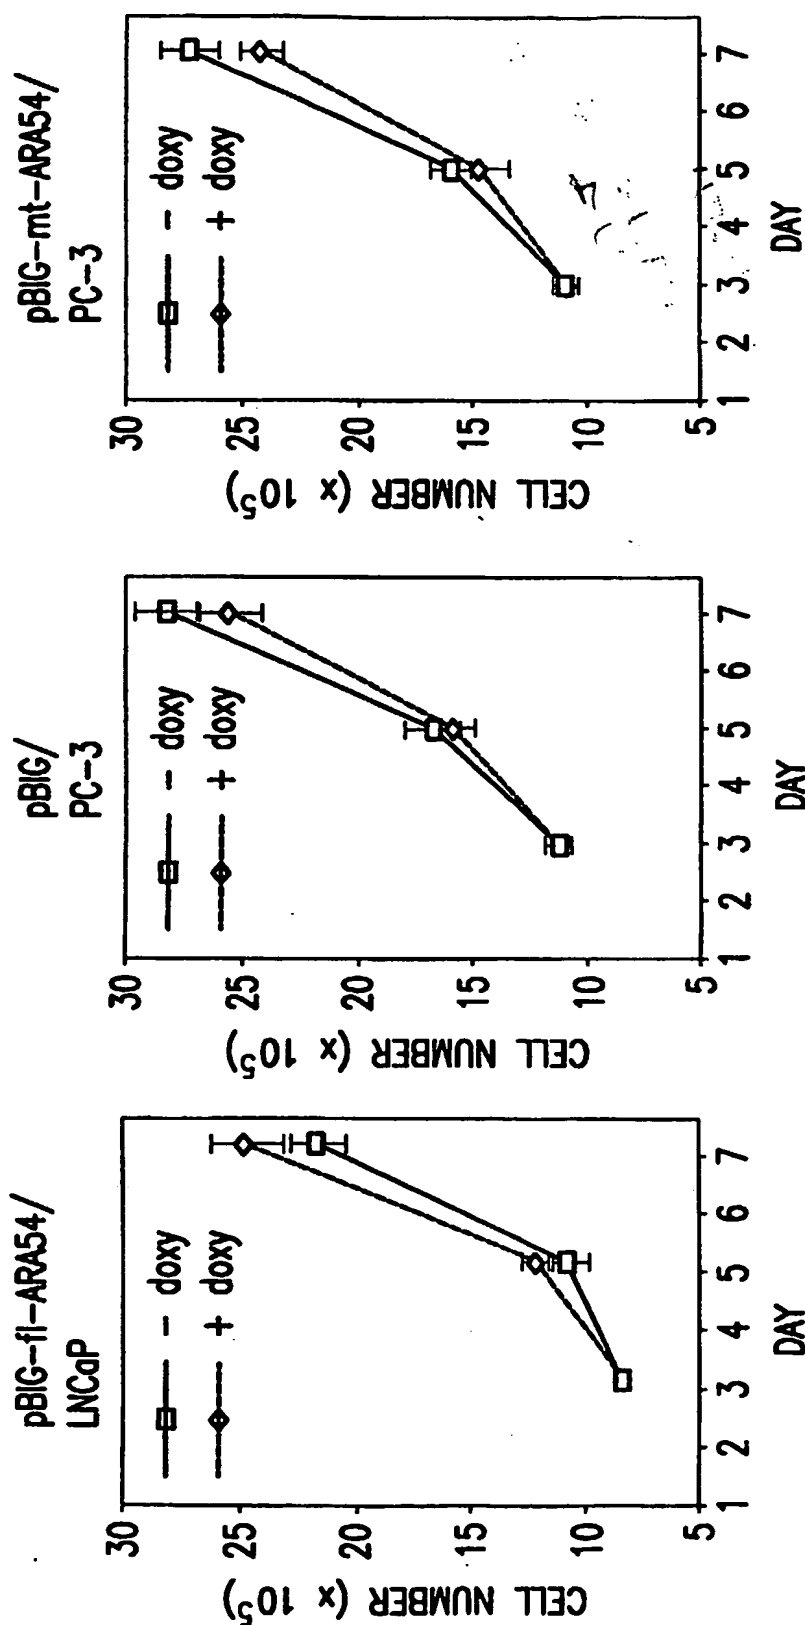 pBIG-fl-ARA54/
LNCaP
CELL NUMBER (x 10⁵)
30
25
20
15
10
5
- doxy
+ doxy
1 2 3 4 5 6 7
DAY
pBIG/
PC-3
CELL NUMBER (x 10⁵)
30
25
20
15
10
5
- doxy
+ doxy
1 2 3 4 5 6 7
DAY
pBIG-mt-ARA54/
PC-3
CELL NUMBER (x 10⁵)
30
25
20
15
10
5
- doxy
+ doxy
1 2 3 4 5 6 7
DAY